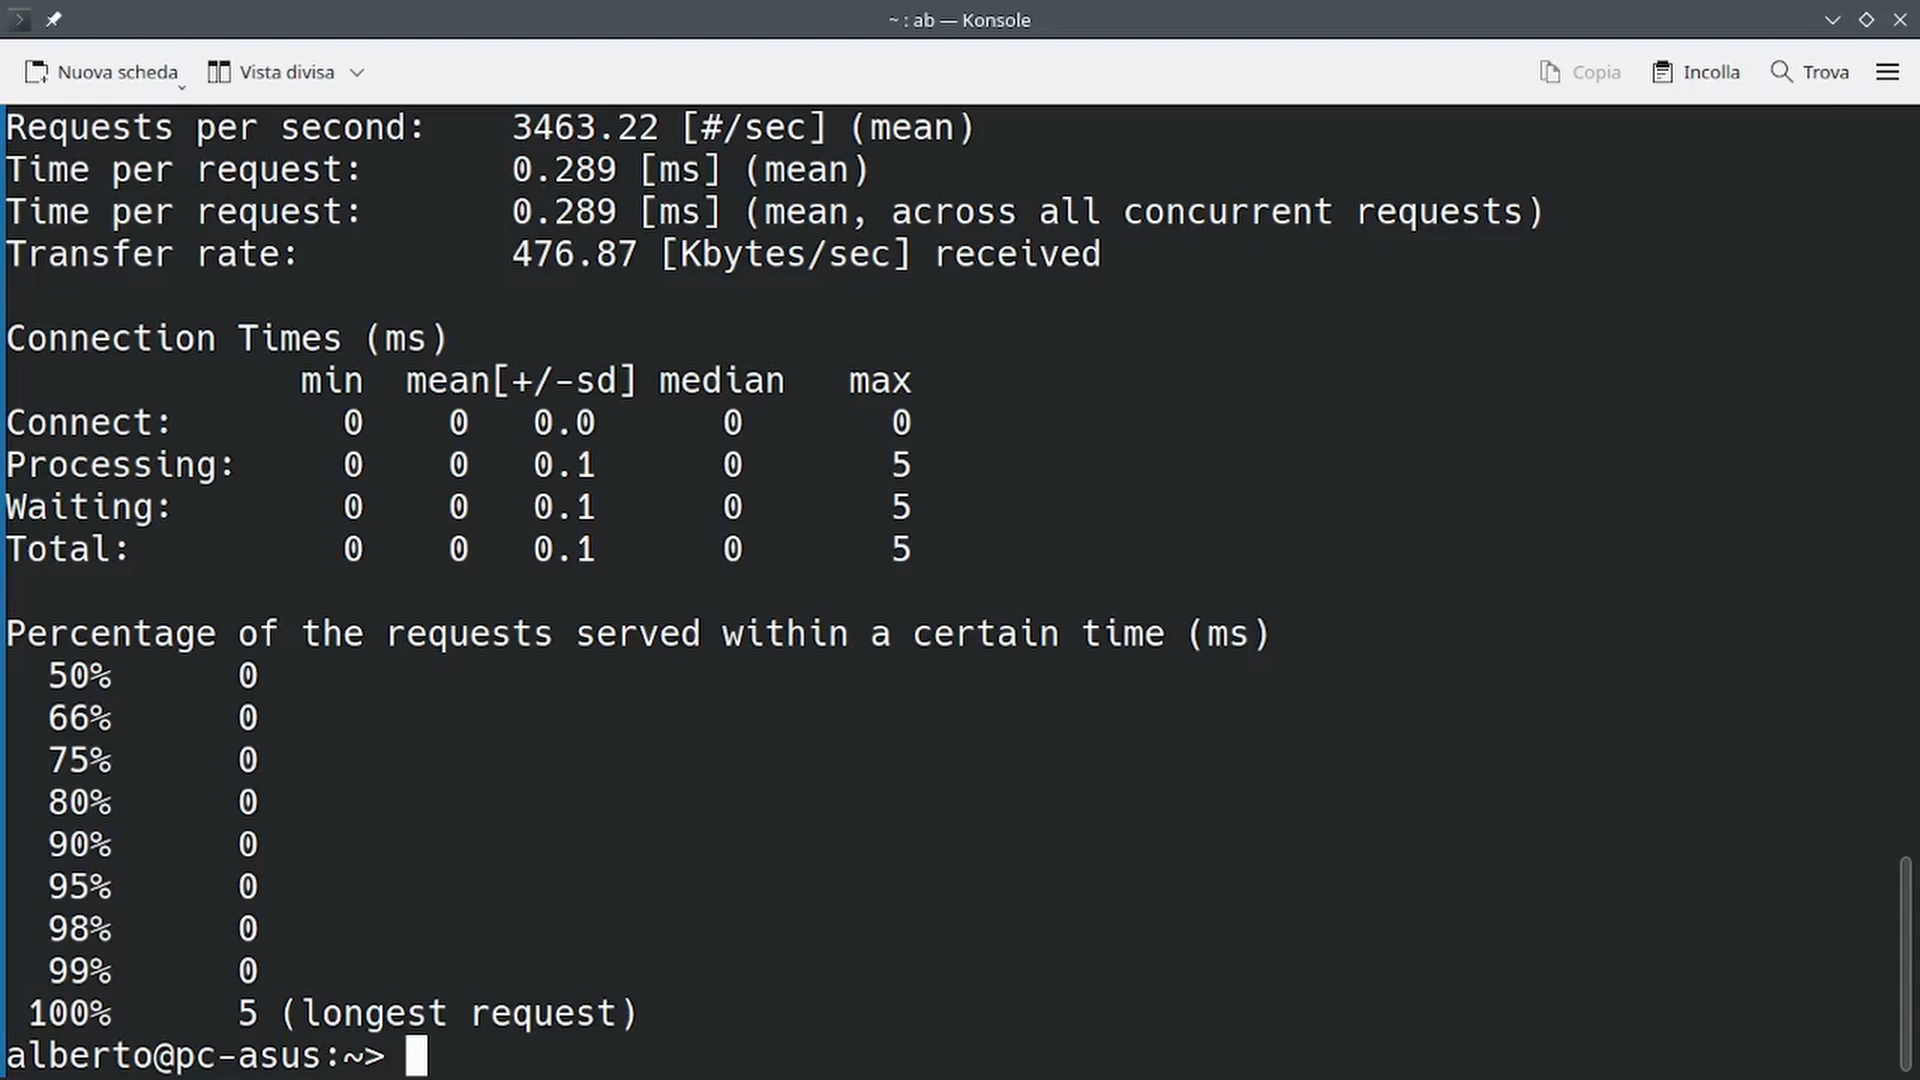 ~ : ab — Konsole
Nuova scheda Vista divisa Copia Incolla Trova
Requests per second:    3463.22 [#/sec] (mean)
Time per request:       0.289 [ms] (mean)
Time per request:       0.289 [ms] (mean, across all concurrent requests)
Transfer rate:          476.87 [Kbytes/sec] received
Connection Times (ms)
              min  mean[+/-sd] median   max
Connect:        0    0   0.0      0       0
Processing:     0    0   0.1      0       5
Waiting:        0    0   0.1      0       5
Total:          0    0   0.1      0       5
Percentage of the requests served within a certain time (ms)
  50%      0
  66%      0
  75%      0
  80%      0
  90%      0
  95%      0
  98%      0
  99%      0
 100%      5 (longest request)
alberto@pc-asus:~>